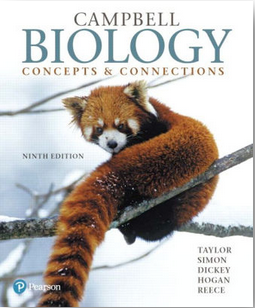 CAMPBELL
BIOLOGY
CONCEPTS & CONNECTIONS
NINTH EDITION
TAYLOR
SIMON
DICKEY
HOGAN
REECE
Pearson